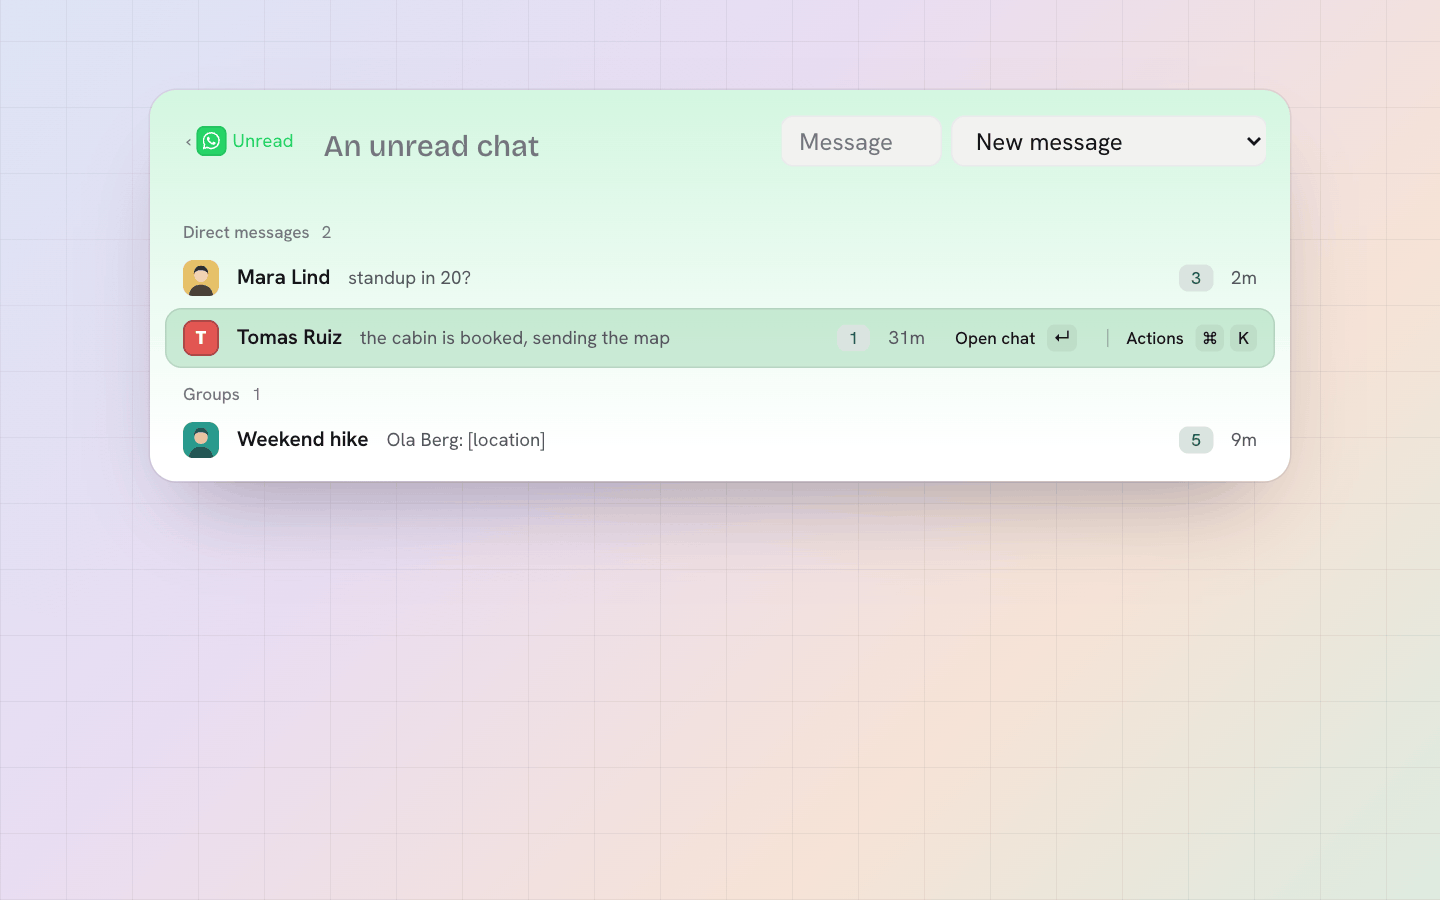 ‹ Unread An unread chat Message New message
Direct messages 2
Mara Lind standup in 20? 3 2m
T Tomas Ruiz the cabin is booked, sending the map 1 31m Open chat ↵ | Actions ⌘ K
Groups 1
Weekend hike Ola Berg: [location] 5 9m